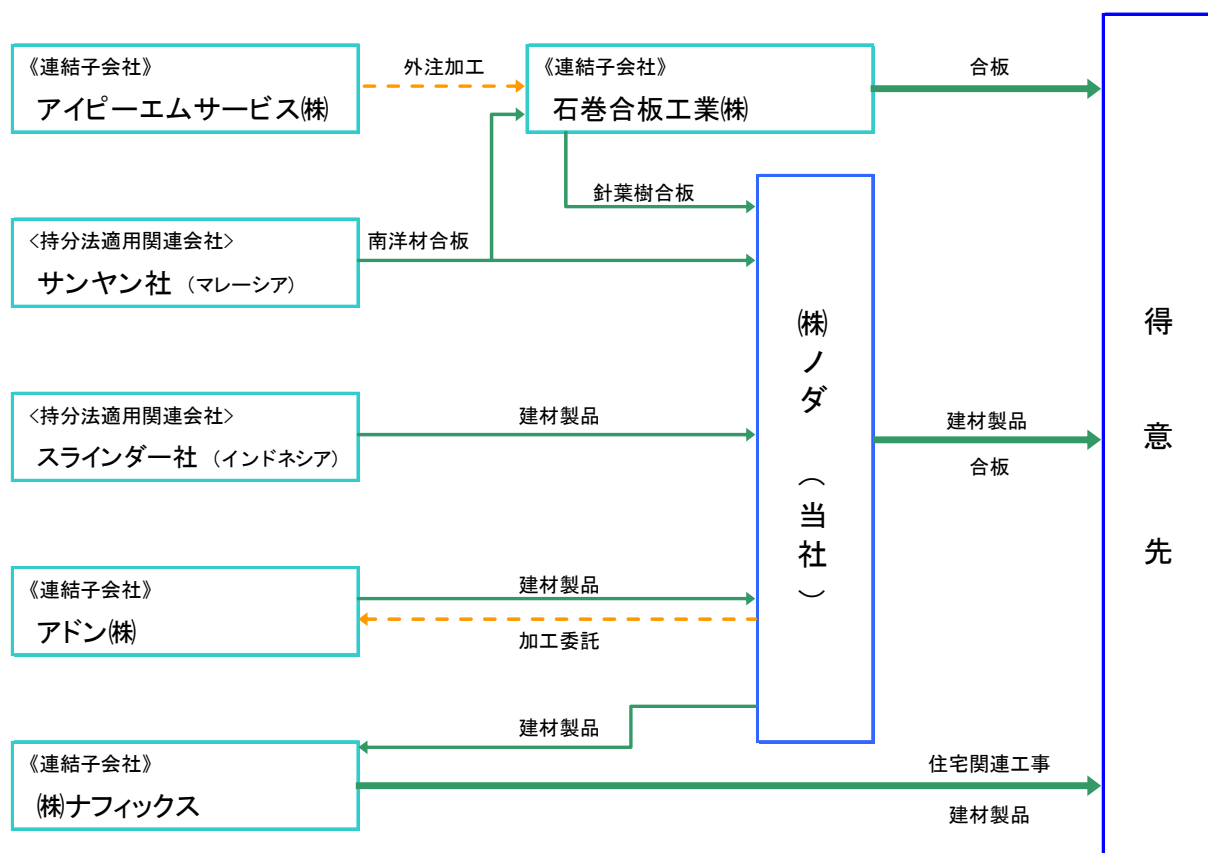 《連結子会社》
アイピーエムサービス㈱
外注加工
《連結子会社》
石巻合板工業㈱
合板
針葉樹合板
<持分法適用関連会社>
サンヤン社 （マレーシア）
南洋材合板
<持分法適用関連会社>
スラインダー社 （インドネシア）
建材製品
《連結子会社》
アドン㈱
建材製品
加工委託
㈱ノダ （当社）
建材製品
合板
建材製品
《連結子会社》
㈱ナフィックス
住宅関連工事
建材製品
得意先